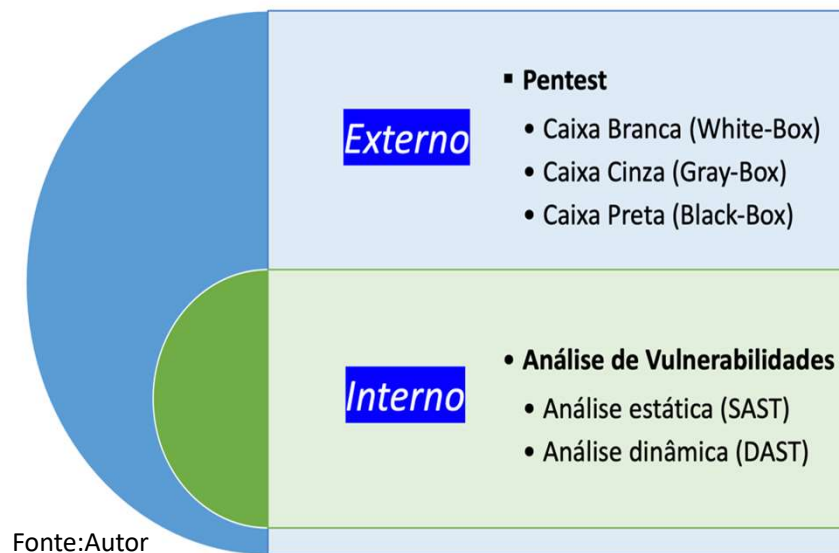 Externo
▪ Pentest
• Caixa Branca (White-Box)
• Caixa Cinza (Gray-Box)
• Caixa Preta (Black-Box)
Interno
• Análise de Vulnerabilidades
• Análise estática (SAST)
• Análise dinâmica (DAST)
Fonte:Autor